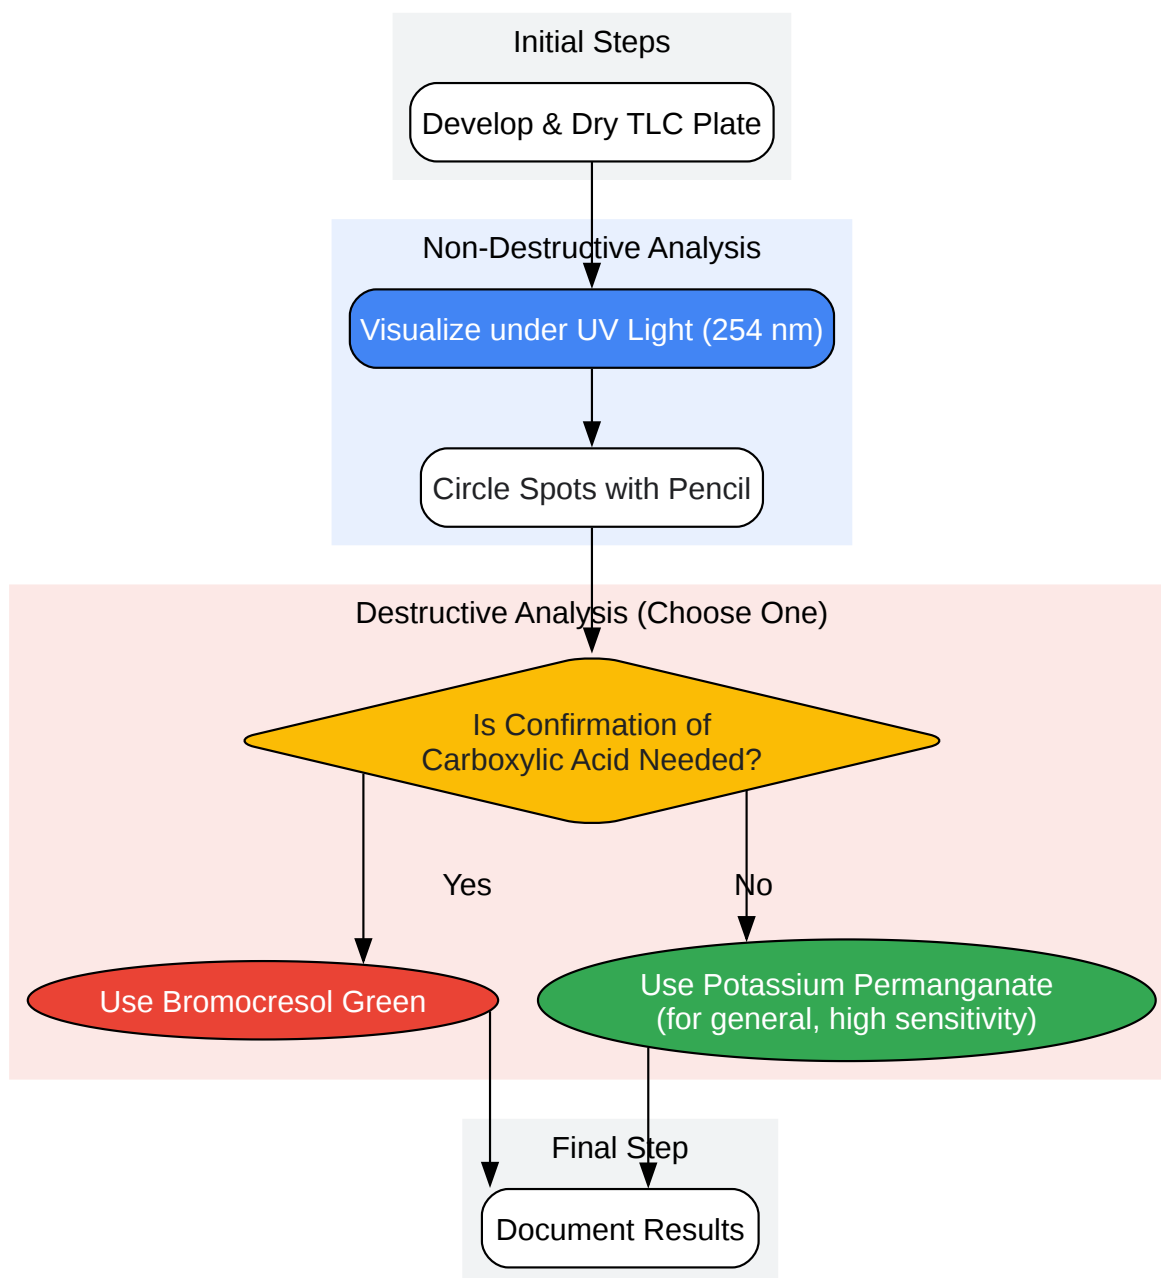 Initial Steps
Develop & Dry TLC Plate
Non-Destructive Analysis
Visualize under UV Light (254 nm)
Circle Spots with Pencil
Destructive Analysis (Choose One)
Is Confirmation of
Carboxylic Acid Needed?
Yes
No
Use Bromocresol Green
Use Potassium Permanganate
(for general, high sensitivity)
Final Step
Document Results